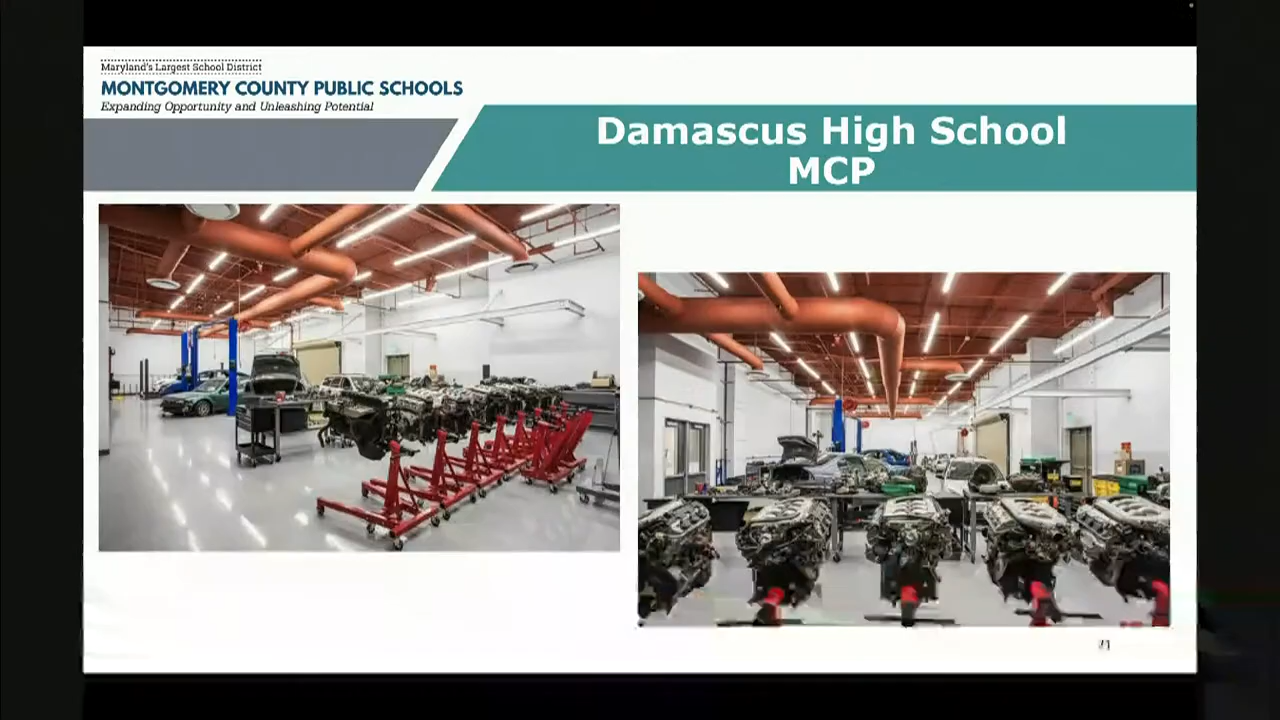 Maryland's Largest School District
MONTGOMERY COUNTY PUBLIC SCHOOLS
Expanding Opportunity and Unleashing Potential
Damascus High School
MCP